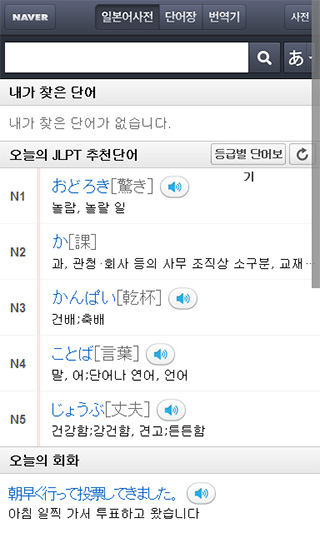 NAVER 일본어사전 단어장 번역기 사전
あ
내가 찾은 단어
내가 찾은 단어가 없습니다.
오늘의 JLPT 추천단어 등급별 단어보
기
N1 おどろき[驚き]
놀람, 놀랄 일
N2 か[課]
과, 관청·회사 등의 사무 조직상 소구분, 교재…
N3 かんぱい[乾杯]
건배;축배
N4 ことば[言葉]
말, 어;단어나 연어, 언어
N5 じょうぶ[丈夫]
건강함;강건함, 견고;튼튼함
오늘의 회화
朝早く行って投票してきました。
아침 일찍 가서 투표하고 왔습니다